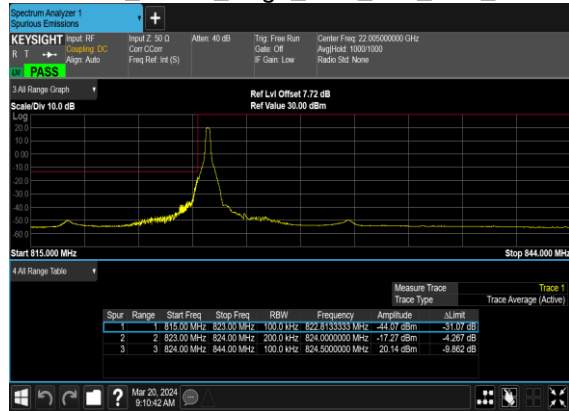 Spectrum Analyzer 1
Spurious Emissions
+
KEYSIGHT Input: RF Input Z: 50 Ω Atten: 40 dB Trig: Free Run Center Freq: 22.005000000 GHz
R T Coupling: DC Corr CCorr Gate: Off Avg|Hold: 1000/1000
Align: Auto Freq Ref: Int (S) IF Gain: Low Radio Std: None
PASS
3 All Range Graph
Ref Lvl Offset 7.72 dB
Scale/Div 10.0 dB Ref Value 30.00 dBm
Log
20.0
10.0
0.00
-10.0
-20.0
-30.0
-40.0
-50.0
-60.0
Start 815.000 MHz Stop 844.000 MHz
4 All Range Table
Measure Trace Trace 1
Trace Type Trace Average (Active)
Spur Range Start Freq Stop Freq RBW Frequency Amplitude ΔLimit
1 1 815.00 MHz 823.00 MHz 100.0 kHz 822.8133333 MHz -44.07 dBm -31.07 dB
2 2 823.00 MHz 824.00 MHz 200.0 kHz 824.0000000 MHz -17.27 dBm -4.267 dB
3 3 824.00 MHz 844.00 MHz 100.0 kHz 824.5000000 MHz 20.14 dBm -9.862 dB
? Mar 20, 2024
9:10:42 AM